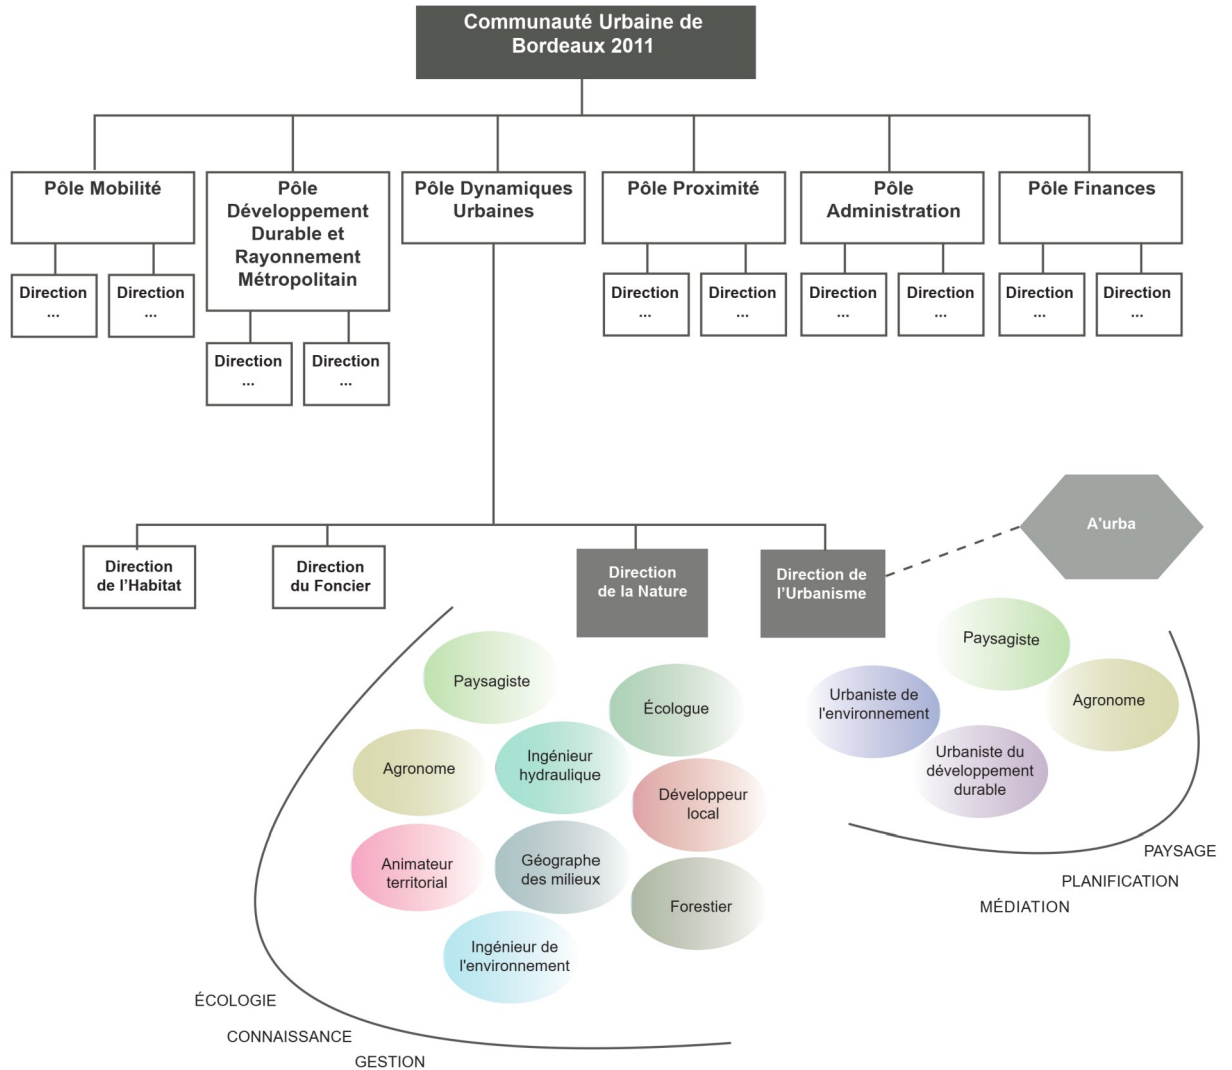 Communauté Urbaine de
Bordeaux 2011
Pôle Mobilité
Pôle
Développement
Durable et
Rayonnement
Métropolitain
Pôle Dynamiques
Urbaines
Pôle Proximité
Pôle
Administration
Pôle Finances
Direction
...
Direction
...
Direction
...
Direction
...
Direction
...
Direction
...
Direction
...
Direction
...
Direction
...
Direction
...
A'urba
Direction
de l'Habitat
Direction
du Foncier
Direction
de la Nature
Direction de
l'Urbanisme
Paysagiste
Écologue
Agronome
Ingénieur
hydraulique
Développeur
local
Animateur
territorial
Géographe
des milieux
Forestier
Ingénieur de
l'environnement
Paysagiste
Urbaniste de
l'environnement
Agronome
Urbaniste du
développement
durable
PAYSAGE
PLANIFICATION
MÉDIATION
ÉCOLOGIE
CONNAISSANCE
GESTION